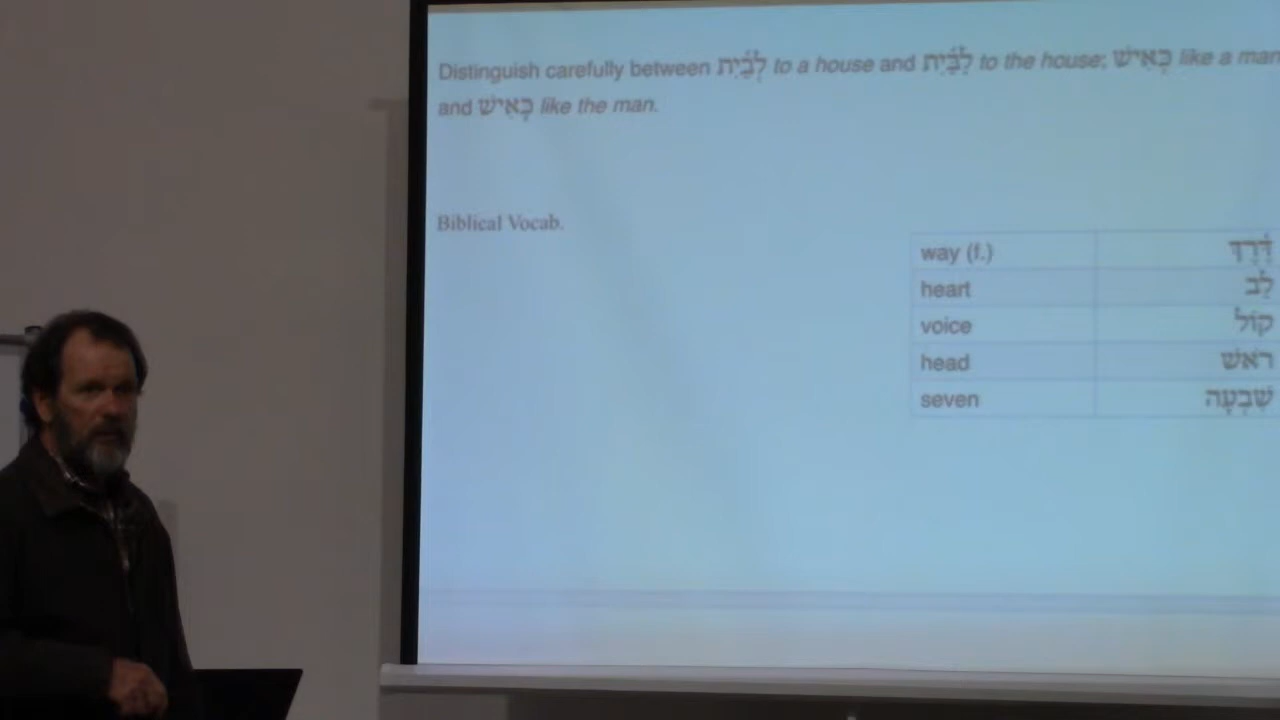 Distinguish carefully between לְבַ֫יִת to a house and לַבַּ֫יִת to the house; כְּאִישׁ like a man
and כָּאִישׁ like the man.
Biblical Vocab.
way (f.) דֶּ֫רֶךְ
heart לֵב
voice קוֹל
head רֹאשׁ
seven שִׁבְעָה